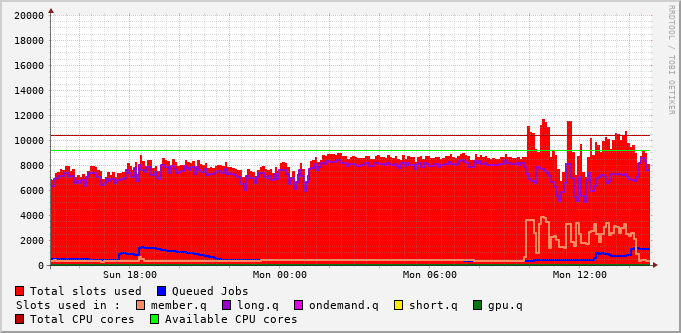 20000
18000
16000
14000
12000
10000
8000
6000
4000
2000
0
Sun 18:00 Mon 00:00 Mon 06:00 Mon 12:00
Total slots used Queued Jobs
Slots used in : member.q long.q ondemand.q short.q gpu.q
Total CPU cores Available CPU cores
RRDTOOL / TOBI OETIKER